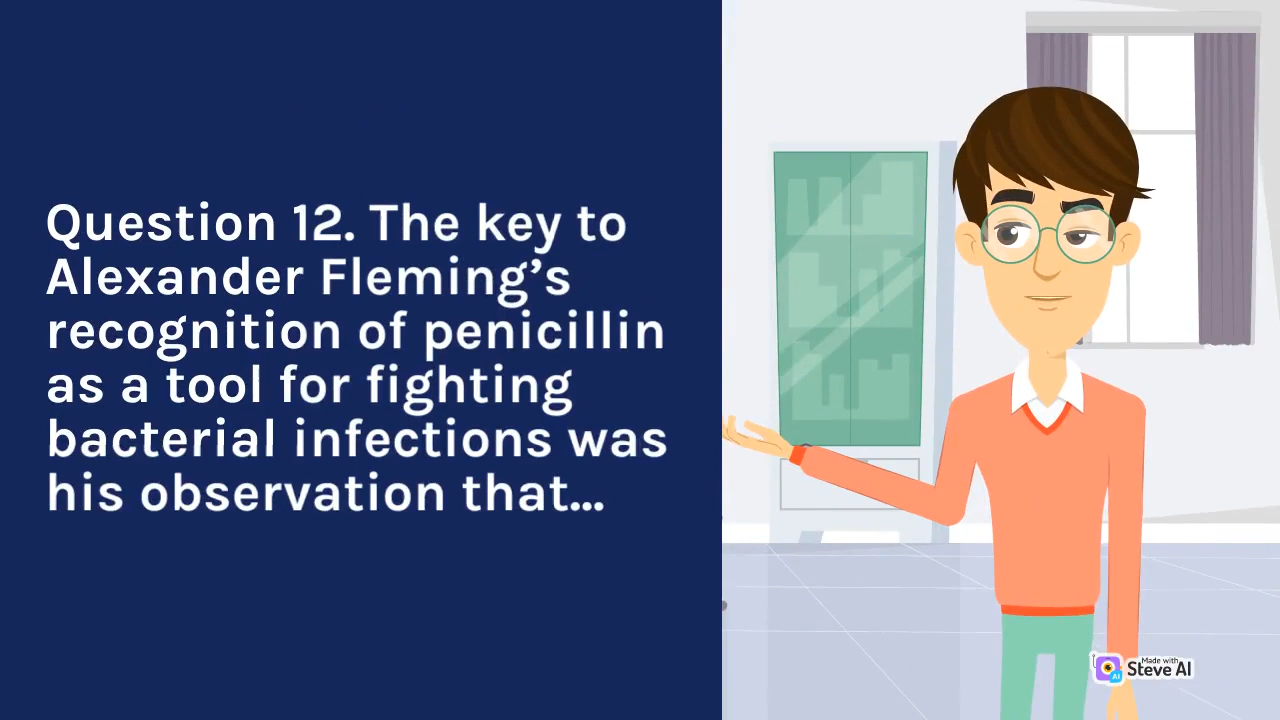 Question 12. The key to
Alexander Fleming’s
recognition of penicillin
as a tool for fighting
bacterial infections was
his observation that...
Made with
AI Steve AI